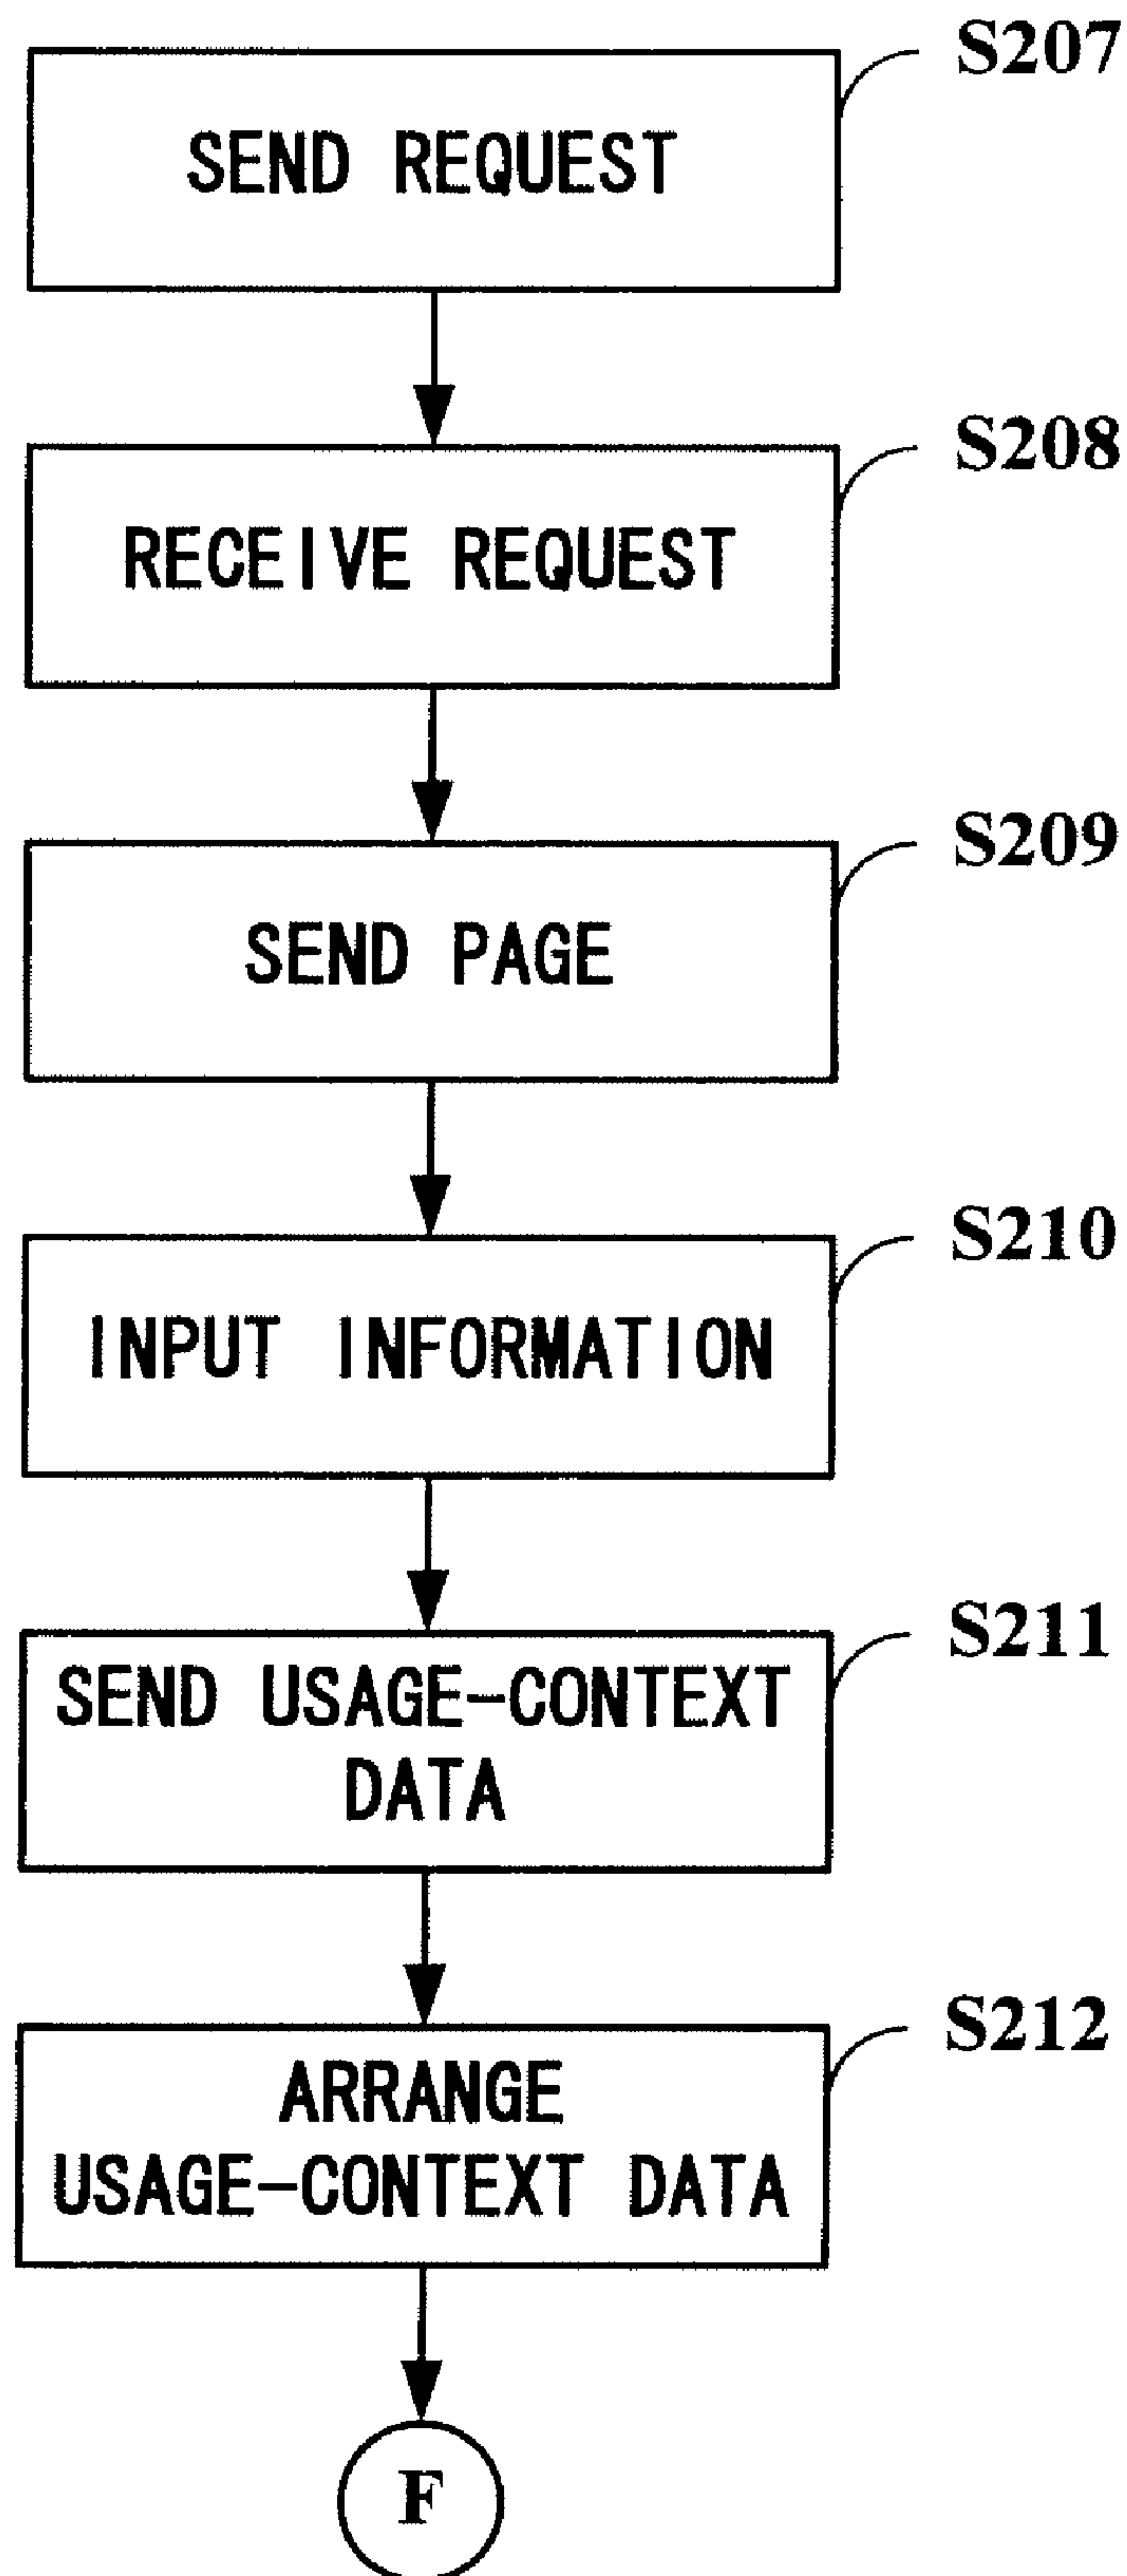 S207
SEND REQUEST
S208
RECEIVE REQUEST
S209
SEND PAGE
S210
INPUT INFORMATION
S211
SEND USAGE-CONTEXT
DATA
S212
ARRANGE
USAGE-CONTEXT DATA
F